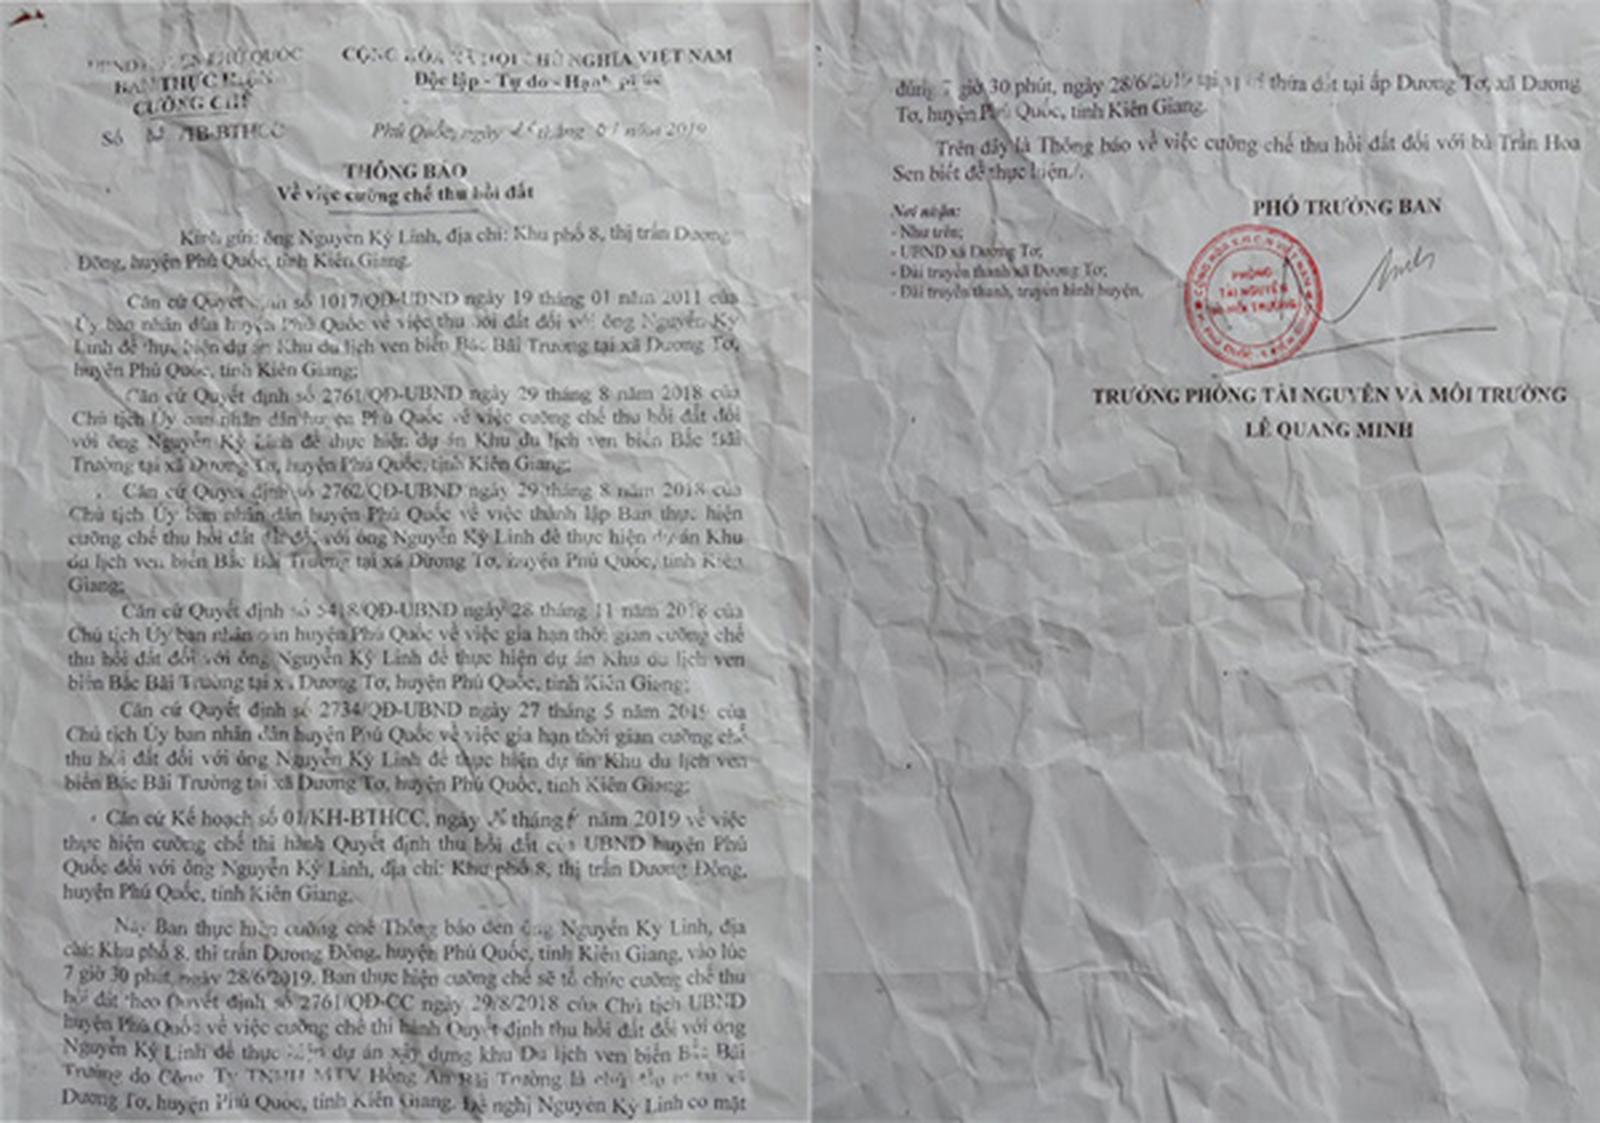 PHÚ QUỐC
BAN THỰC HIỆN
CƯỠNG CHẾ
Số /TB-BTHCC
CỘNG HÒA XÃ HỘI CHỦ NGHĨA VIỆT NAM
Độc lập - Tự do - Hạnh phúc
Phú Quốc, ngày tháng năm 2019
THÔNG BÁO
Về việc cưỡng chế thu hồi đất
Kính gửi: ông Nguyễn Kỳ Linh, địa chỉ: Khu phố 8, thị trấn Dương
Đông, huyện Phú Quốc, tỉnh Kiên Giang.
Căn cứ Quyết số 1017/QĐ-UBND ngày 19 tháng 01 năm 2011 của
Ủy ban nhân dân huyện Phú Quốc về việc thu hồi đất đối với ông Nguyễn Kỳ
Linh để thực hiện dự án Khu du lịch ven biển Bắc Bãi Trường tại xã Dương Tơ,
huyện Phú Quốc, tỉnh Kiên Giang;
Căn cứ Quyết định số 2761/QĐ-UBND ngày 29 tháng 8 năm 2018 của
Chủ tịch Ủy ban nhân dân huyện Phú Quốc về việc cưỡng chế thu hồi đất đối
với ông Nguyễn Kỳ Linh để thực hiện dự án Khu du lịch ven biển Bắc Bãi
Trường tại xã Dương Tơ, huyện Phú Quốc, tỉnh Kiên Giang;
Căn cứ Quyết định số 2762/QĐ-UBND ngày 29 tháng 8 năm 2018 của
Chủ tịch Ủy ban nhân dân huyện Phú Quốc về việc thành lập Ban thực hiện
cưỡng chế thu hồi đất đối với ông Nguyễn Kỳ Linh để thực hiện dự án Khu
du lịch ven biển Bắc Bãi Trường tại xã Dương Tơ, huyện Phú Quốc, tỉnh Kiên
Giang;
Căn cứ Quyết định số 5418/QĐ-UBND ngày 28 tháng 11 năm 2018 của
Chủ tịch Ủy ban nhân dân huyện Phú Quốc về việc gia hạn thời gian cưỡng chế
thu hồi đất đối với ông Nguyễn Kỳ Linh để thực hiện dự án Khu du lịch ven
biển Bắc Bãi Trường tại xã Dương Tơ, huyện Phú Quốc, tỉnh Kiên Giang;
Căn cứ Quyết định số 2734/QĐ-UBND ngày 27 tháng 5 năm 2019 của
Chủ tịch Ủy ban nhân dân huyện Phú Quốc về việc gia hạn thời gian cưỡng chế
thu hồi đất đối với ông Nguyễn Kỳ Linh để thực hiện dự án Khu du lịch ven
biển Bắc Bãi Trường tại xã Dương Tơ, huyện Phú Quốc, tỉnh Kiên Giang;
Căn cứ Kế hoạch số 01/KH-BTHCC, ngày tháng năm 2019 về việc
thực hiện cưỡng chế thi hành Quyết định thu hồi đất của UBND huyện Phú
Quốc đối với ông Nguyễn Kỳ Linh, địa chỉ: Khu phố 8, thị trấn Dương Đông,
huyện Phú Quốc, tỉnh Kiên Giang.
Nay Ban thực hiện cưỡng chế Thông báo đến ông Nguyễn Kỳ Linh, địa
chỉ: Khu phố 8, thị trấn Dương Đông, huyện Phú Quốc, tỉnh Kiên Giang, vào lúc
7 giờ 30 phút, ngày 28/6/2019. Ban thực hiện cưỡng chế sẽ tổ chức cưỡng chế thu
hồi đất theo Quyết định số 2761/QĐ-CC ngày 29/8/2018 của Chủ tịch UBND
huyện Phú Quốc về việc cưỡng chế thi hành Quyết định thu hồi đất đối với ông
Nguyễn Kỳ Linh để thực hiện dự án xây dựng khu Du lịch ven biển Bắc Bãi
Trường do Công Ty TNHH MTV Hồng An Bãi Trường là
Dương Tơ, huyện Phú Quốc, tỉnh Kiên Giang. Đề nghị Nguyễn Kỳ Linh có mặt
đúng 7 giờ 30 phút, ngày 28/6/2019 tại thửa đất tại ấp Dương Tơ, xã Dương
Tơ, huyện Phú Quốc, tỉnh Kiên Giang.
Trên đây là Thông báo về việc cưỡng chế thu hồi đất đối với bà Trần Hoa
Sen biết để thực hiện./.
Nơi nhận:
- Như trên;
- UBND xã Dương Tơ;
- Đài truyền thanh xã Dương Tơ;
- Đài truyền thanh, truyền hình huyện.
PHÓ TRƯỞNG BAN
PHÒNG
TÀI NGUYÊN
MÔI TRƯỜNG
TRƯỞNG PHÒNG TÀI NGUYÊN VÀ MÔI TRƯỜNG
LÊ QUANG MINH